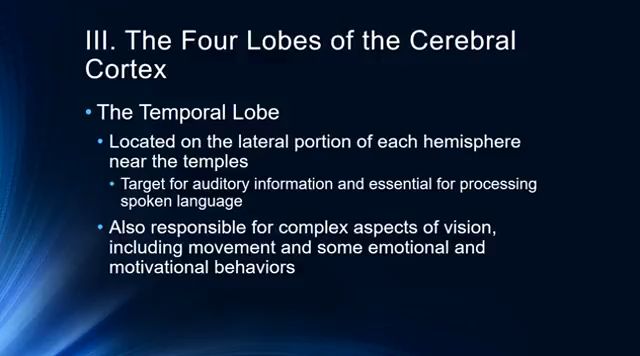 III. The Four Lobes of the Cerebral
Cortex
• The Temporal Lobe
• Located on the lateral portion of each hemisphere
near the temples
• Target for auditory information and essential for processing
spoken language
• Also responsible for complex aspects of vision,
including movement and some emotional and
motivational behaviors